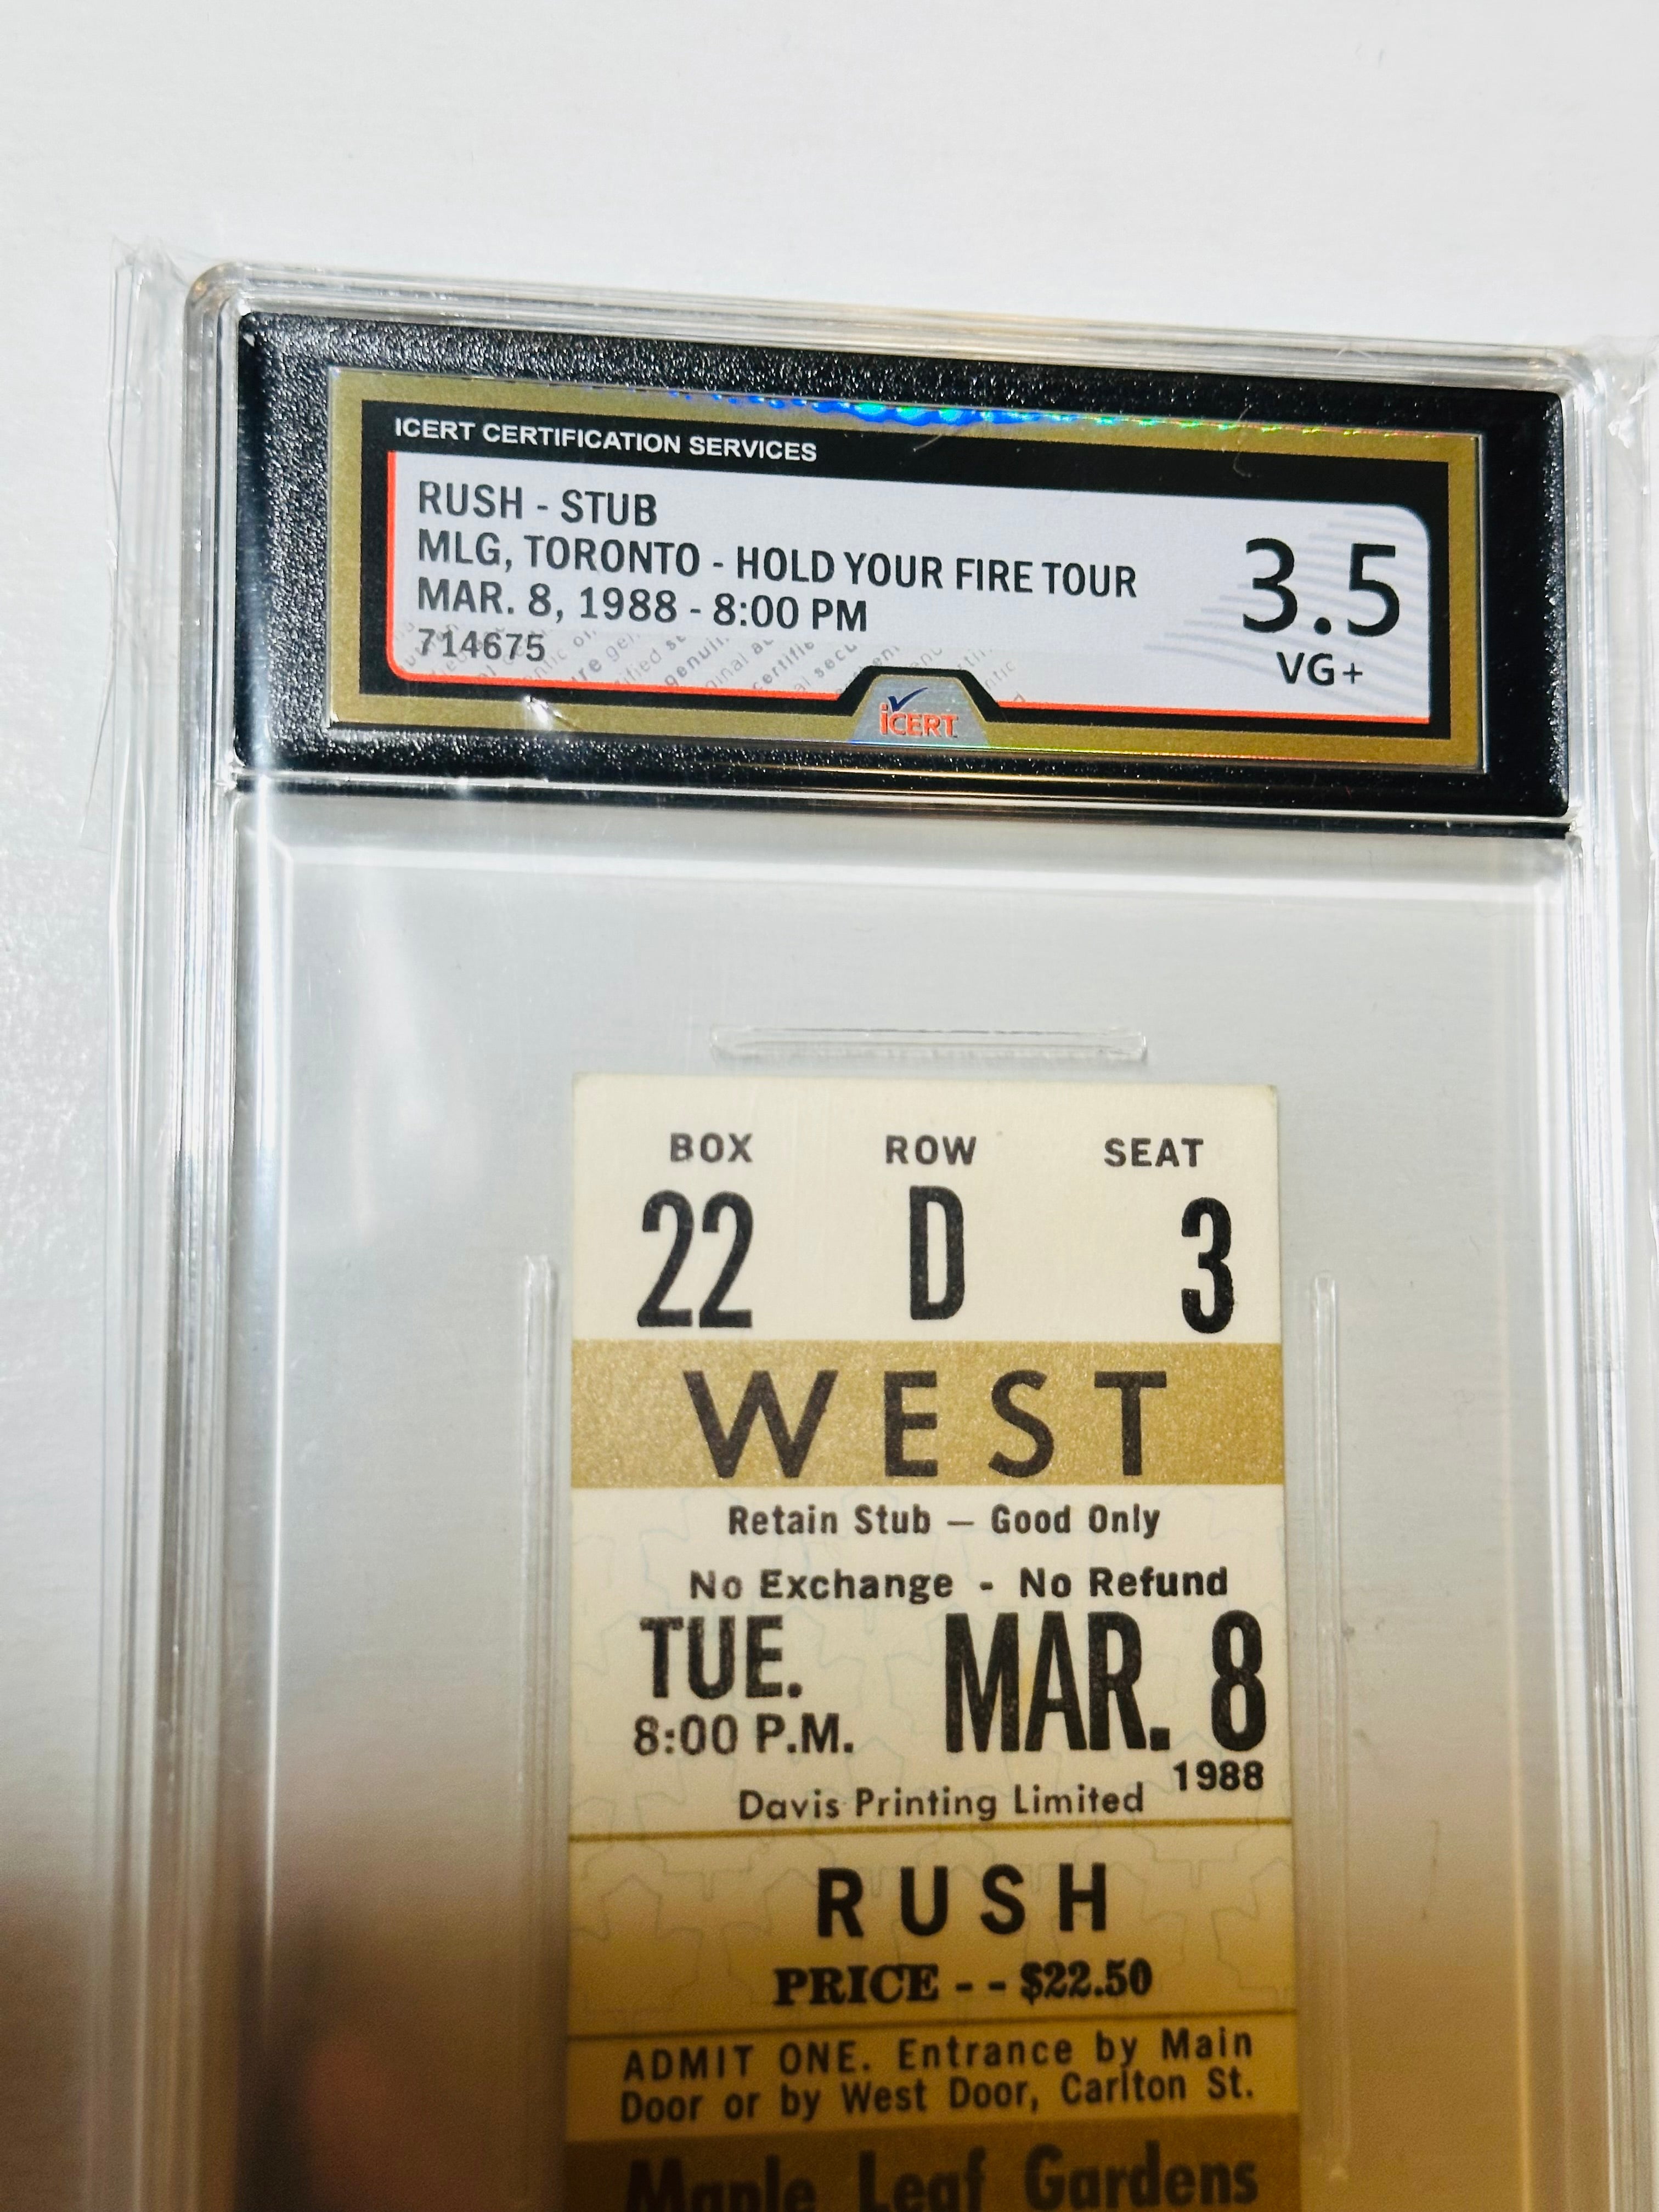 ICERT CERTIFICATION SERVICES
RUSH - STUB
MLG, TORONTO - HOLD YOUR FIRE TOUR
MAR. 8, 1988 - 8:00 PM
714675
3.5
VG+
iCERT
BOX ROW SEAT
22 D 3
WEST
Retain Stub — Good Only
No Exchange - No Refund
TUE. MAR. 8
8:00 P.M.
1988
Davis Printing Limited
RUSH
PRICE - - $22.50
ADMIT ONE. Entrance by Main
Door or by West Door, Carlton St.
Maple Leaf Gardens